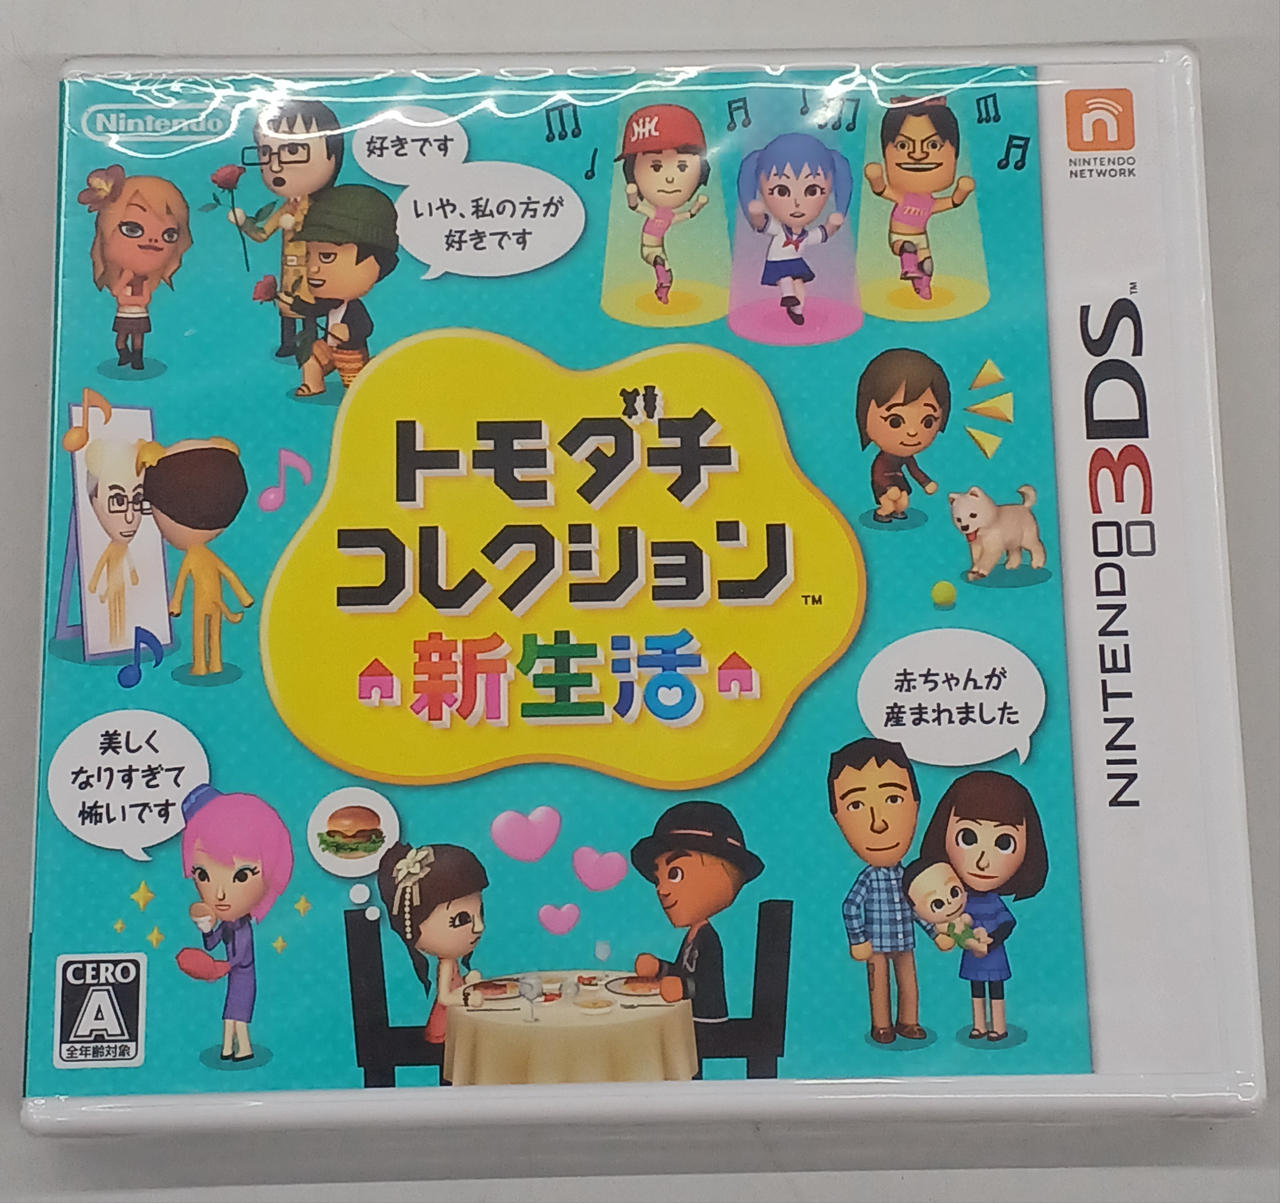 Nintendo
好きです
いや、私の方が
好きです
NINTENDO
NETWORK
NINTENDO 3DS™
トモダチ
コレクション™
新生活
赤ちゃんが
産まれました
美しく
なりすぎて
怖いです
CERO
A
全年齢対象